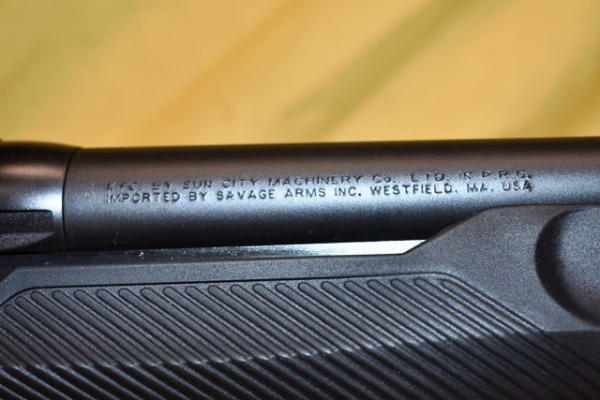 MFG. BY SUN CITY MACHINERY CO. LTD. IN P.R.C.
IMPORTED BY SAVAGE ARMS INC. WESTFIELD. MA. USA